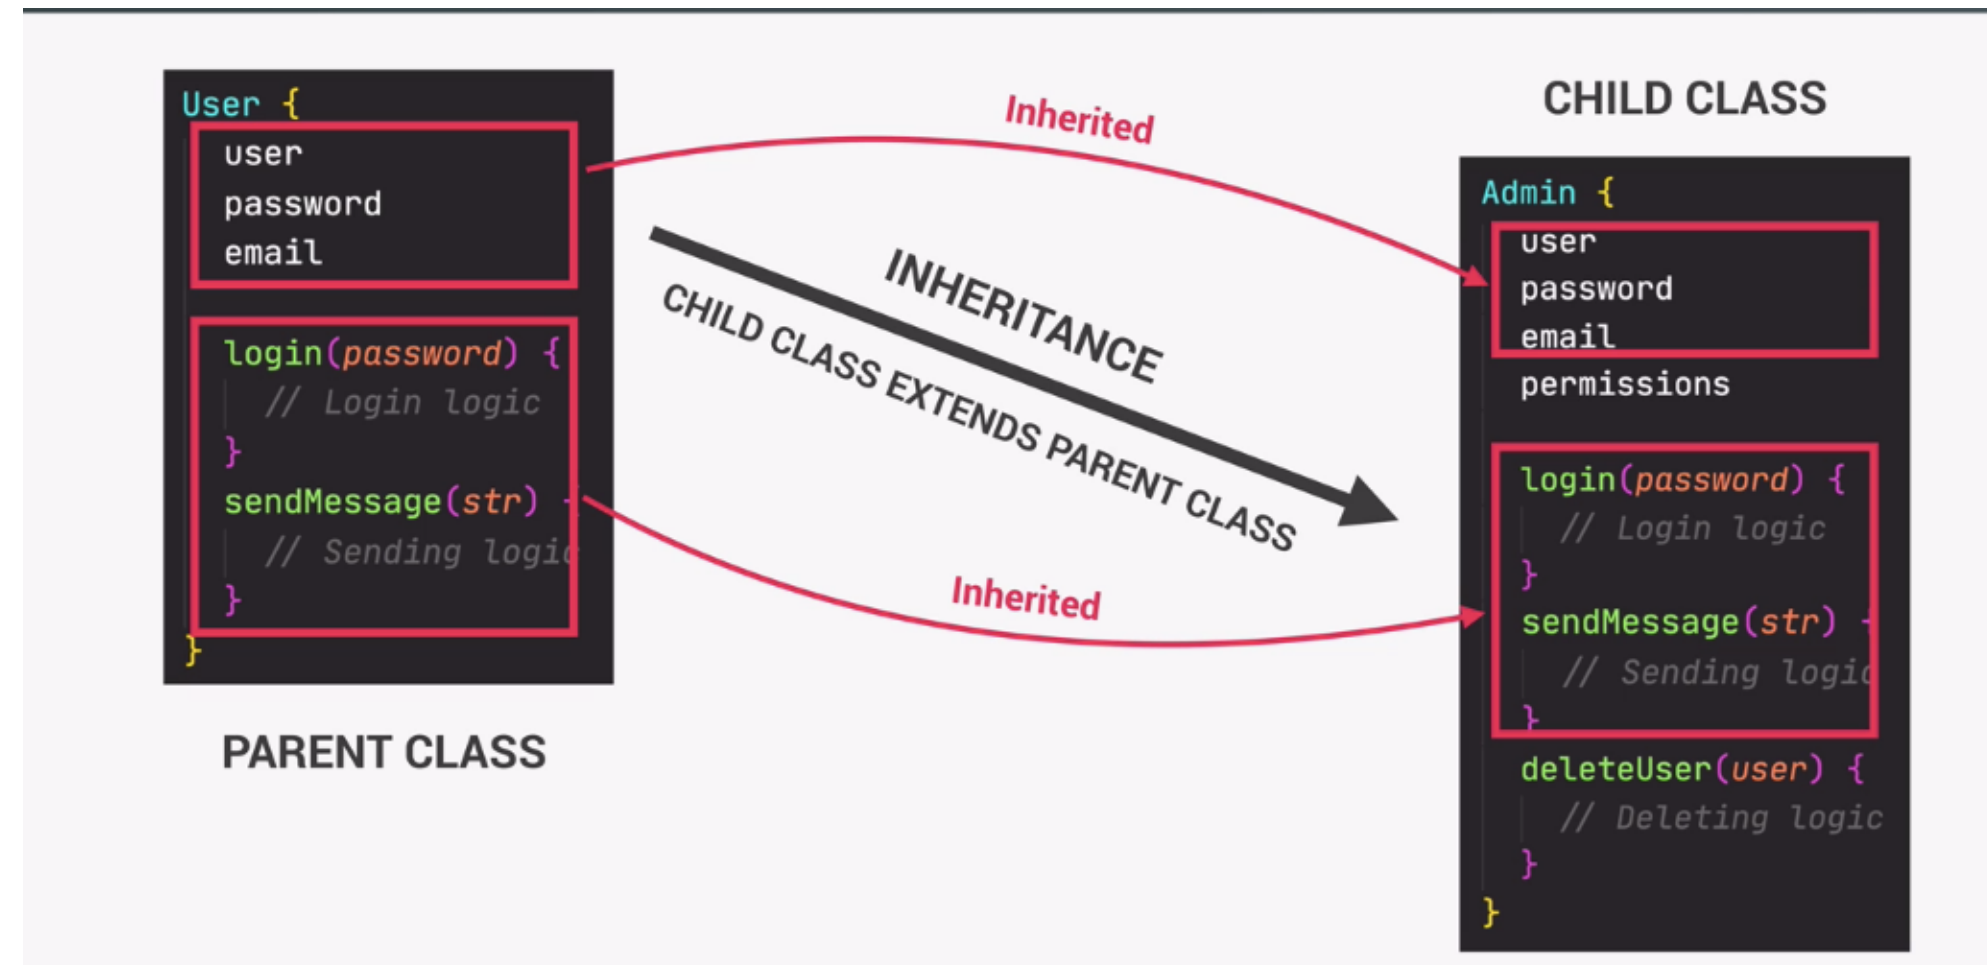 User {
user
password
email
login(password) {
// Login logic
}
sendMessage(str) {
// Sending logic
}
}
PARENT CLASS
Inherited
INHERITANCE
CHILD CLASS EXTENDS PARENT CLASS
Inherited
CHILD CLASS
Admin {
user
password
email
permissions
login(password) {
// Login logic
}
sendMessage(str) {
// Sending logic
}
deleteUser(user) {
// Deleting logic
}
}